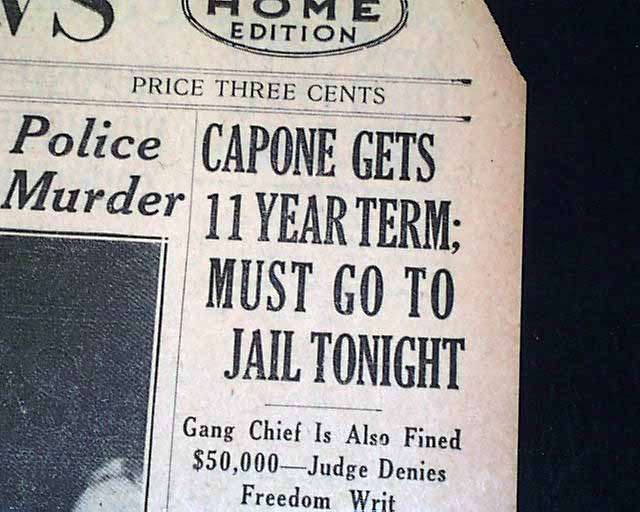 WS
HOME
EDITION
PRICE THREE CENTS
Police
Murder
CAPONE GETS
11 YEAR TERM;
MUST GO TO
JAIL TONIGHT
Gang Chief Is Also Fined
$50,000—Judge Denies
Freedom Writ